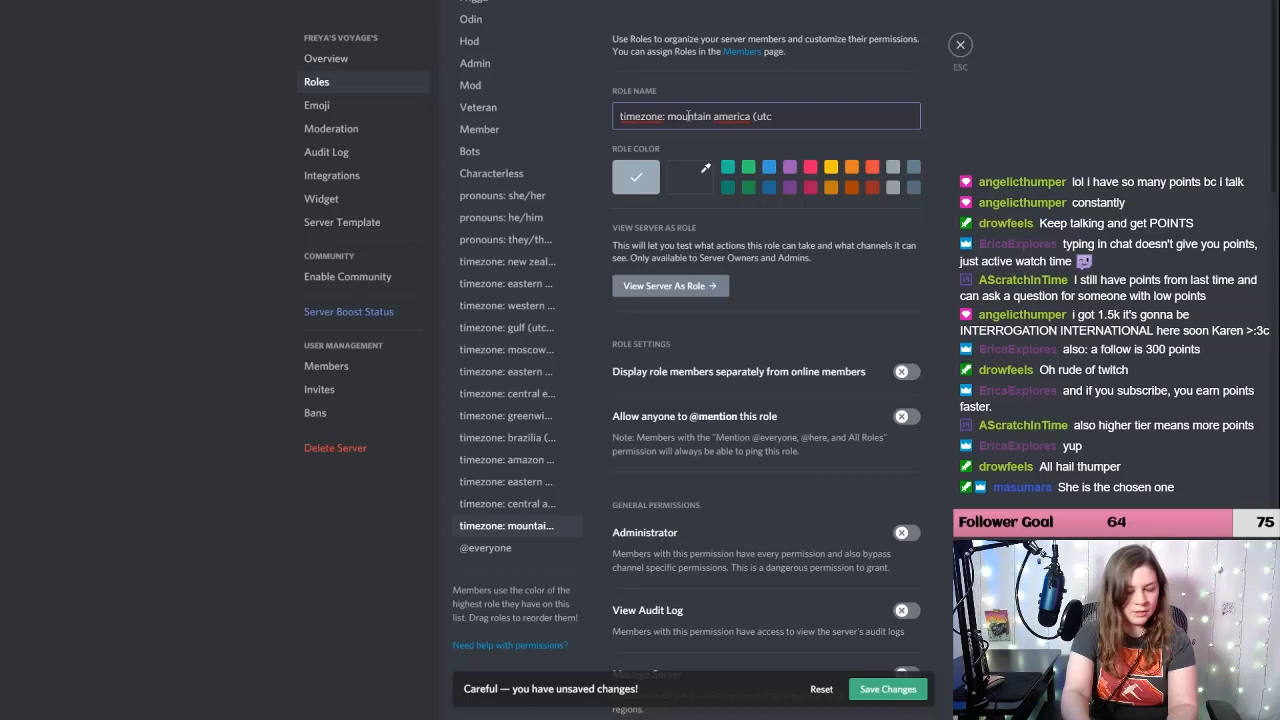 FREYA'S VOYAGE'S
Overview
Roles
Emoji
Moderation
Audit Log
Integrations
Widget
Server Template
COMMUNITY
Enable Community
Server Boost Status
USER MANAGEMENT
Members
Invites
Bans
Delete Server
Odin
Hod
Admin
Mod
Veteran
Member
Bots
Characterless
pronouns: she/her
pronouns: he/him
pronouns: they/th...
timezone: new zeal...
timezone: eastern ...
timezone: western ...
timezone: gulf (utc...
timezone: moscow...
timezone: eastern ...
timezone: central e...
timezone: greenwi...
timezone: brazilia (...
timezone: amazon ...
timezone: eastern ...
timezone: central a...
timezone: mountai...
@everyone
Members use the color of the
highest role they have on this
list. Drag roles to reorder them!
Need help with permissions?
Use Roles to organize your server members and customize their permissions.
You can assign Roles in the Members page.
ROLE NAME
timezone: mountain america (utc
ROLE COLOR
VIEW SERVER AS ROLE
This will let you test what actions this role can take and what channels it can
see. Only available to Server Owners and Admins.
View Server As Role →
ROLE SETTINGS
Display role members separately from online members
Allow anyone to @mention this role
Note: Members with the "Mention @everyone, @here, and All Roles"
permission will always be able to ping this role.
GENERAL PERMISSIONS
Administrator
Members with this permission have every permission and also bypass
channel specific permissions. This is a dangerous permission to grant.
View Audit Log
Members with this permission have access to view the server's audit logs
Manage Server
regions.
Careful — you have unsaved changes!
Reset
Save Changes
ESC
angelicthumper lol i have so many points bc i talk
angelicthumper constantly
drowfeels Keep talking and get POINTS
EricaExplores typing in chat doesn't give you points,
just active watch time
AScratchInTime I still have points from last time and
can ask a question for someone with low points
angelicthumper i got 1.5k it's gonna be
INTERROGATION INTERNATIONAL here soon Karen >:3c
EricaExplores also: a follow is 300 points
drowfeels Oh rude of twitch
EricaExplores and if you subscribe, you earn points
faster.
AScratchInTime also higher tier means more points
EricaExplores yup
drowfeels All hail thumper
masumara She is the chosen one
Follower Goal 64 75